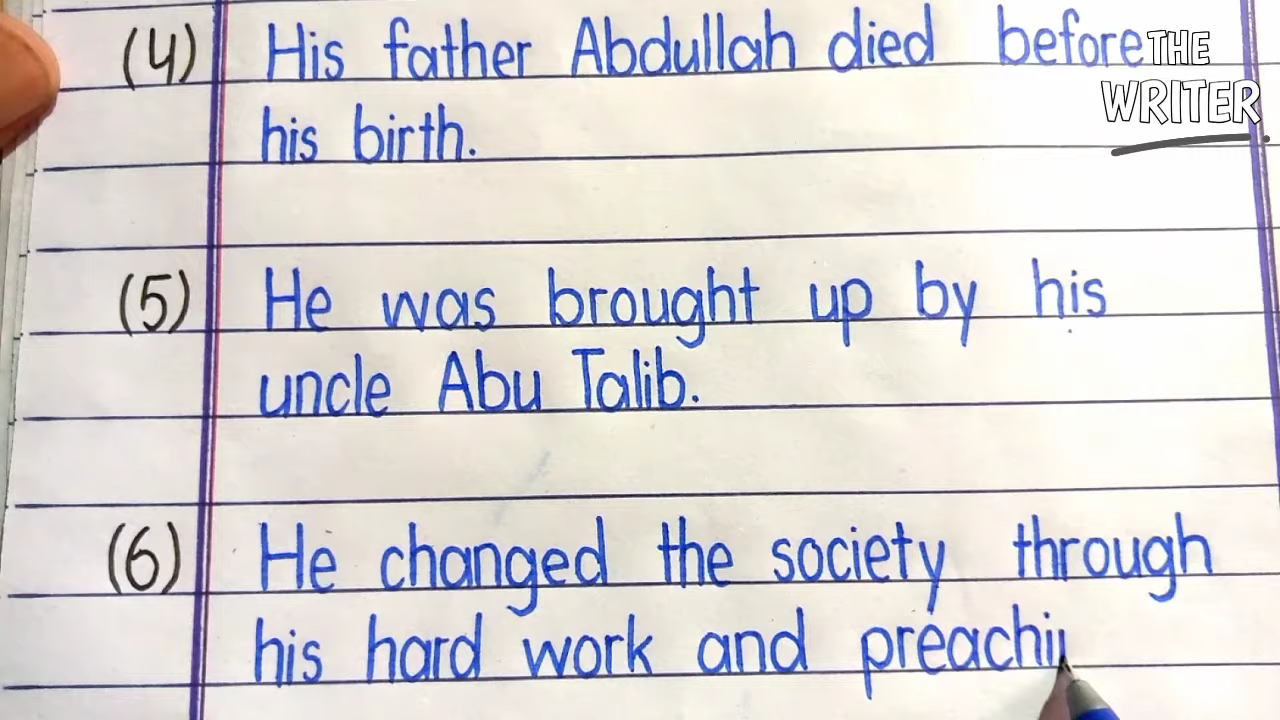 (4) His father Abdullah died before
his birth.
(5) He was brought up by his
uncle Abu Talib.
(6) He changed the society through
his hard work and preachi
THE
WRITER